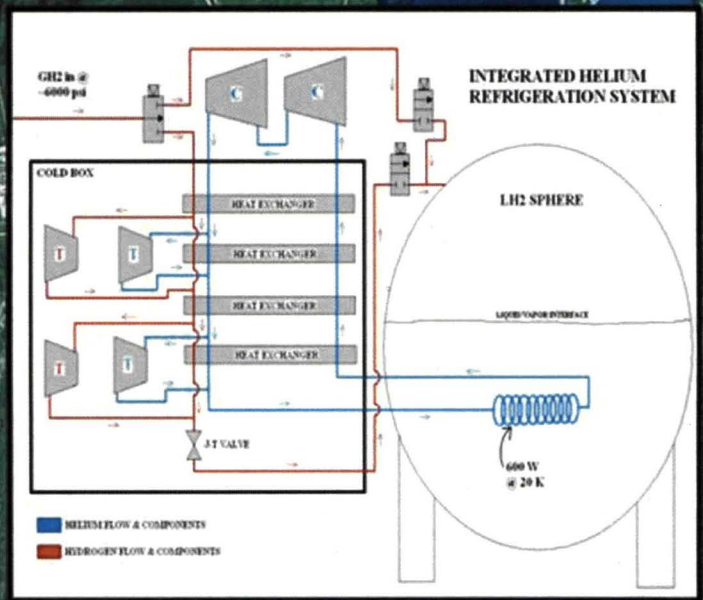 GH2 in @
~6000 psi
INTEGRATED HELIUM
REFRIGERATION SYSTEM
C
C
COLD BOX
HEAT EXCHANGER
LH2 SPHERE
T
T
HEAT EXCHANGER
HEAT EXCHANGER
LIQUID/VAPOR INTERFACE
T
T
HEAT EXCHANGER
J-T VALVE
600 W
@ 20 K
HELIUM FLOW & COMPONENTS
HYDROGEN FLOW & COMPONENTS